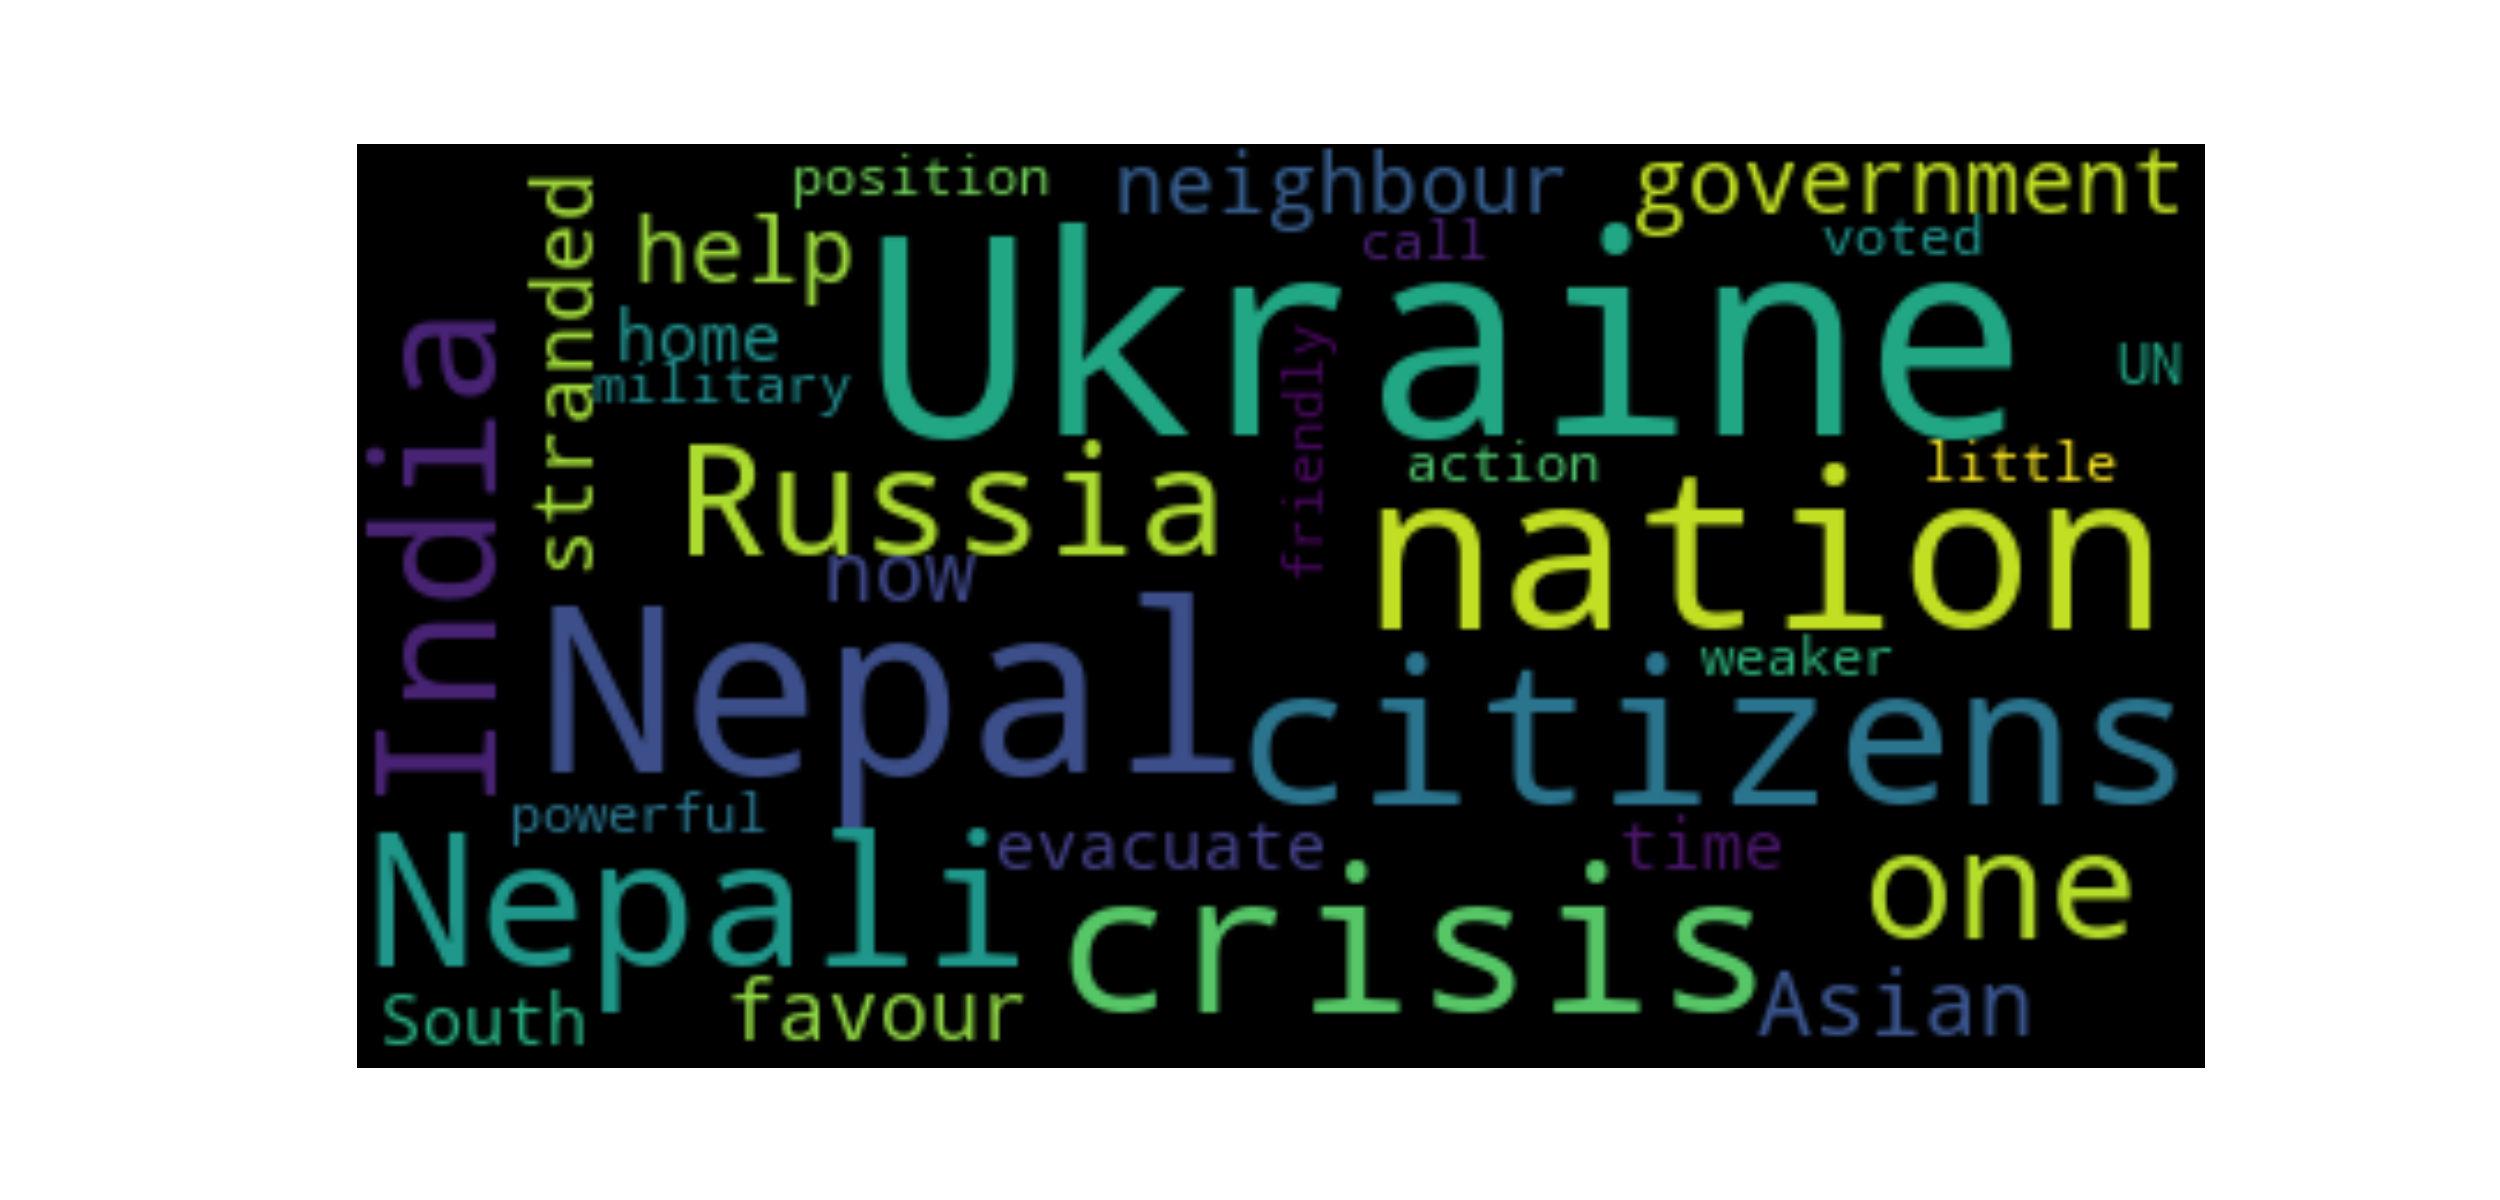 position
neighbour
government
stranded
help
call
voted
Ukraine
home
military
UN
India
friendly
Russia
action
little
nation
now
Nepal
weaker
citizens
powerful
Nepali
evacuate
time
crisis
one
South
favour
Asian